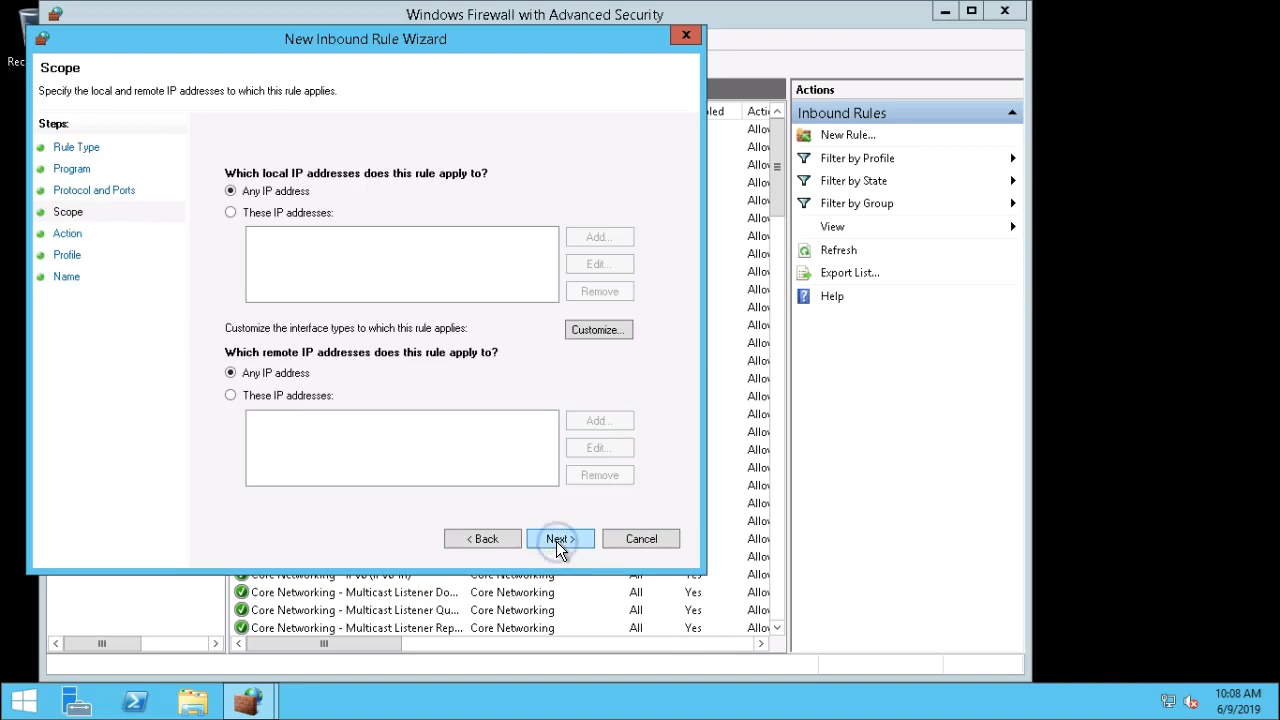 Windows Firewall with Advanced Security
New Inbound Rule Wizard
Scope
Specify the local and remote IP addresses to which this rule applies.
Steps:
Rule Type
Program
Protocol and Ports
Scope
Action
Profile
Name
Which local IP addresses does this rule apply to?
Any IP address
These IP addresses:
Add...
Edit...
Remove
Customize the interface types to which this rule applies:
Customize...
Which remote IP addresses does this rule apply to?
Any IP address
These IP addresses:
Add...
Edit...
Remove
< Back
Next >
Cancel
Actions
Inbound Rules
New Rule...
Filter by Profile
Filter by State
Filter by Group
View
Refresh
Export List...
Help
Core Networking - Multicast Listener Do... Core Networking All Yes
Core Networking - Multicast Listener Qu... Core Networking All Yes
Core Networking - Multicast Listener Rep... Core Networking All Yes
10:08 AM
6/9/2019